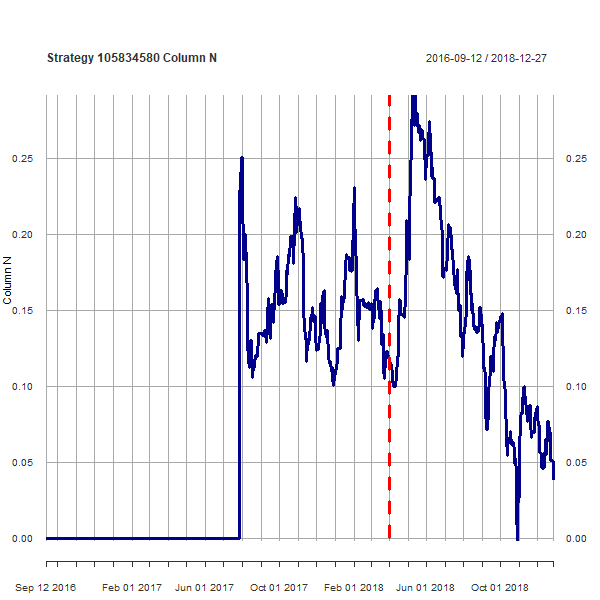 Strategy 105834580 Column N
2016-09-12 / 2018-12-27
0.25
0.25
0.20
0.20
Column N
0.15
0.15
0.10
0.10
0.05
0.05
0.00
0.00
Sep 12 2016
Feb 01 2017
Jun 01 2017
Oct 01 2017
Feb 01 2018
Jun 01 2018
Oct 01 2018